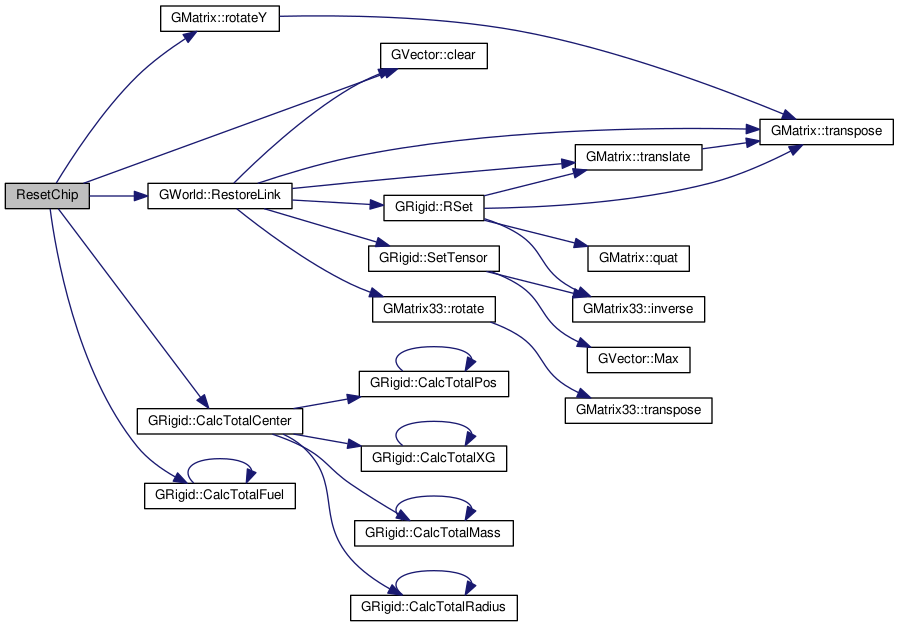 GMatrix::rotateY
GVector::clear
GMatrix::transpose
GMatrix::translate
ResetChip
GWorld::RestoreLink
GRigid::RSet
GRigid::SetTensor
GMatrix::quat
GMatrix33::rotate
GMatrix33::inverse
GVector::Max
GRigid::CalcTotalPos
GMatrix33::transpose
GRigid::CalcTotalCenter
GRigid::CalcTotalXG
GRigid::CalcTotalFuel
GRigid::CalcTotalMass
GRigid::CalcTotalRadius